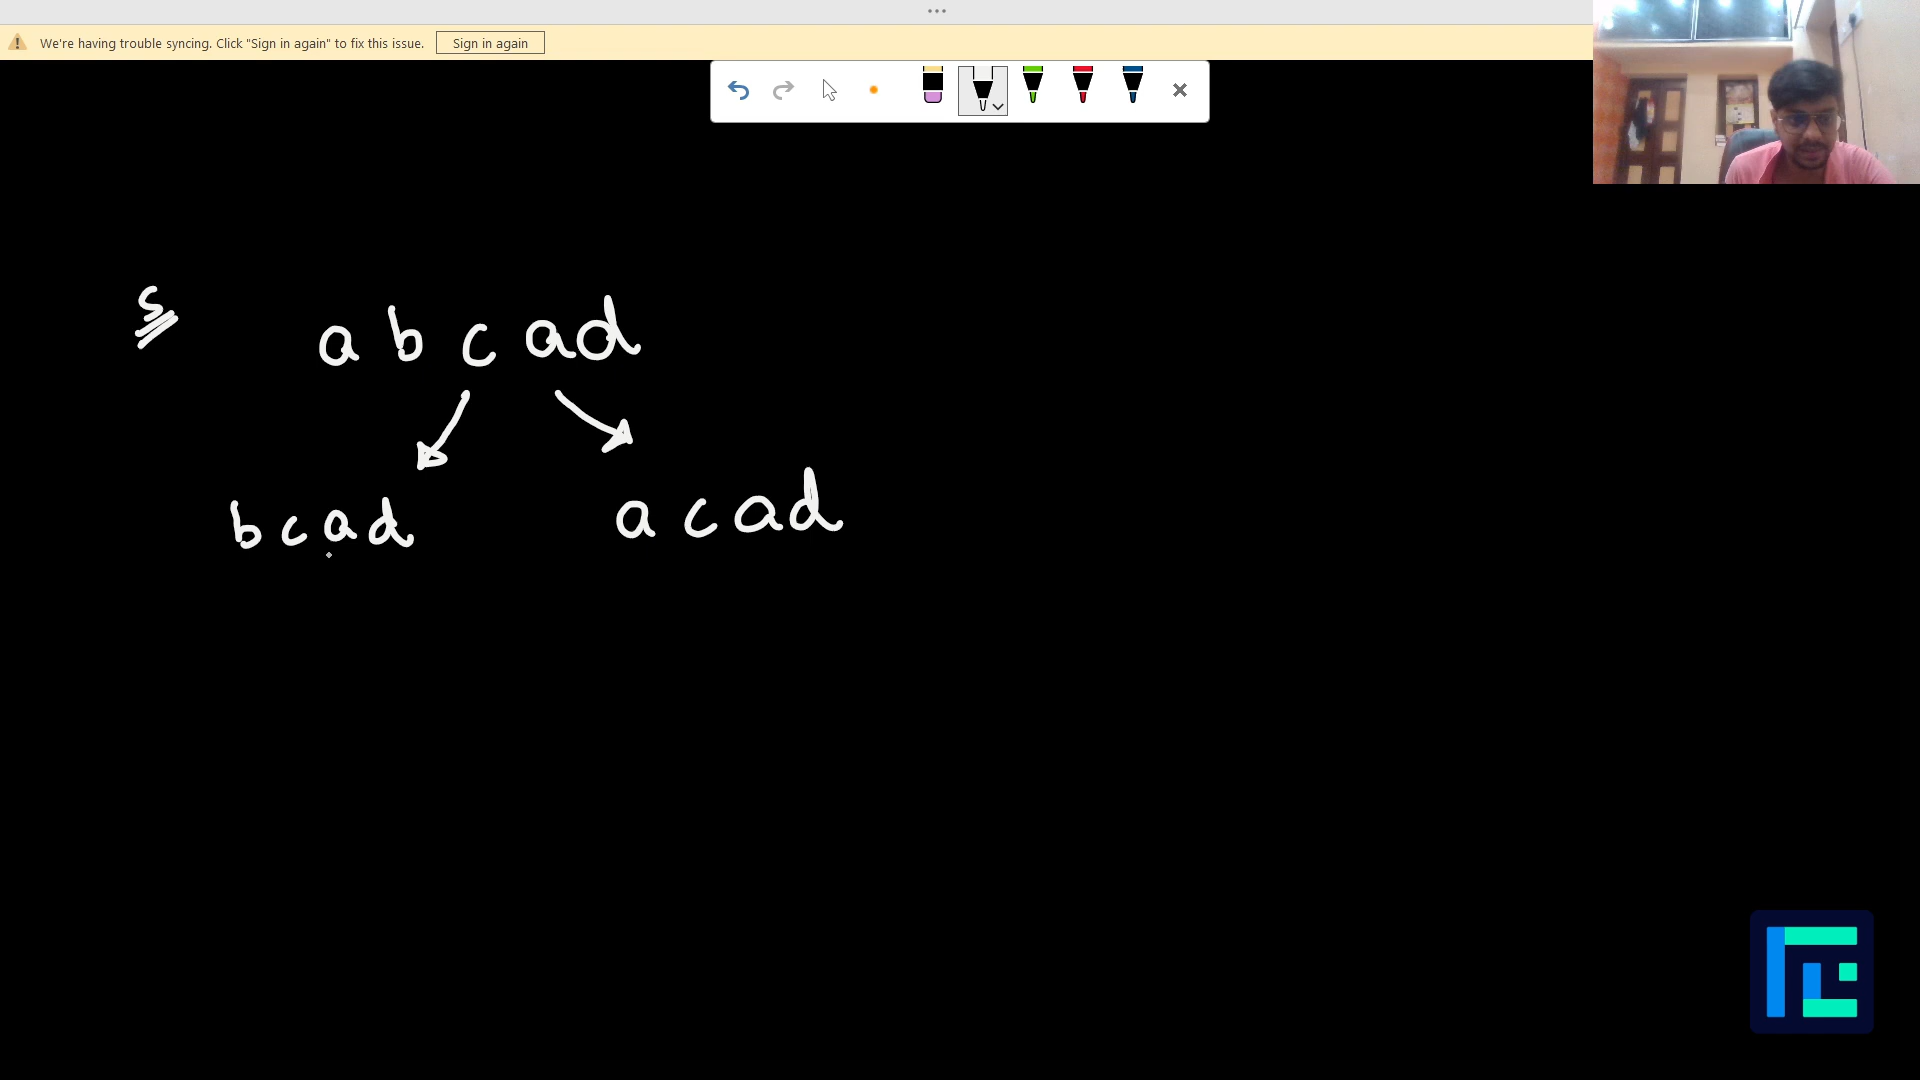 We're having trouble syncing. Click "Sign in again" to fix this issue. Sign in again
S
a b c a d
b c a d a c a d